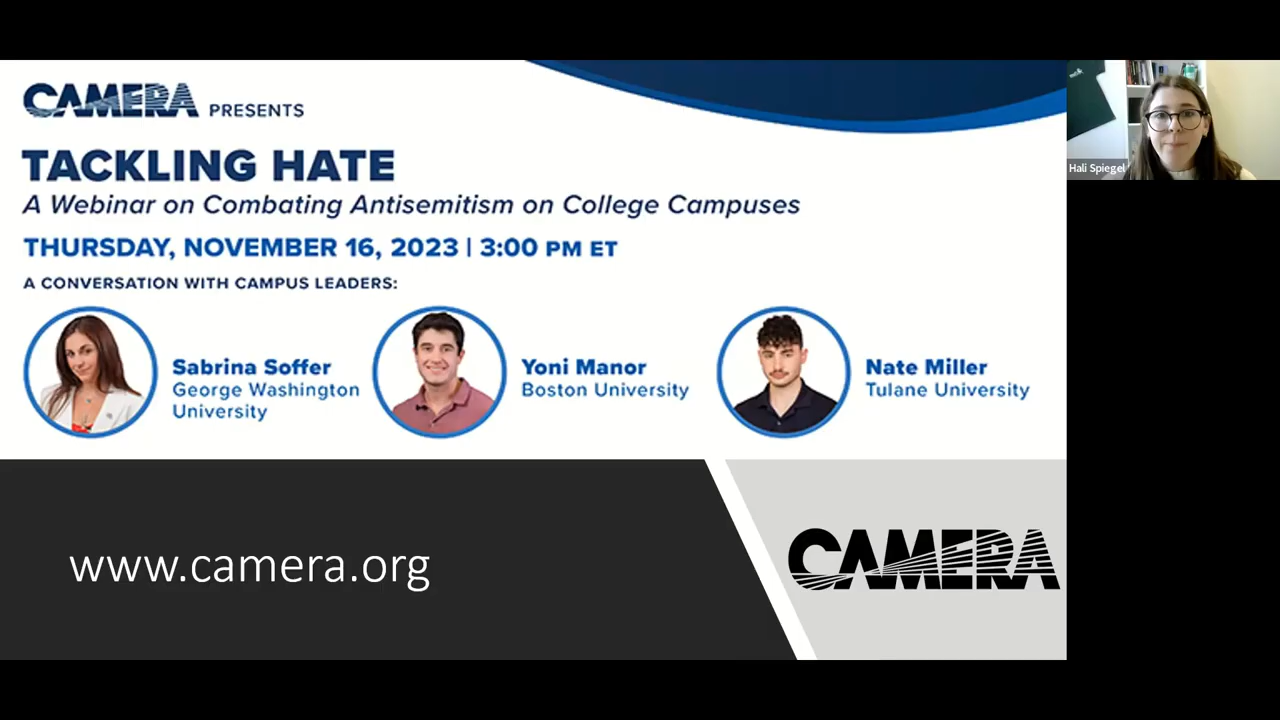 CAMERA PRESENTS
TACKLING HATE
A Webinar on Combating Antisemitism on College Campuses
THURSDAY, NOVEMBER 16, 2023 | 3:00 PM ET
A CONVERSATION WITH CAMPUS LEADERS:
Sabrina Soffer
George Washington
University
Yoni Manor
Boston University
Nate Miller
Tulane University
www.camera.org
CAMERA
Hali Spiegel